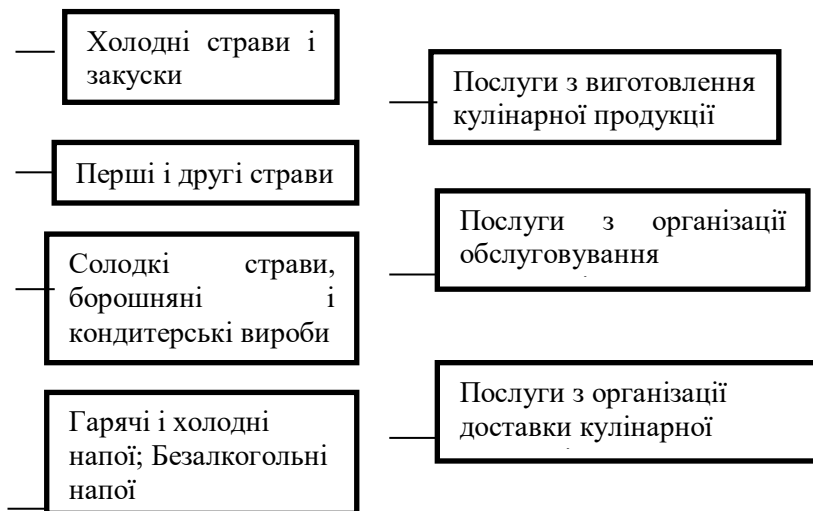 Холодні страви і
закуски
Перші і другі страви
Солодкі страви,
борошняні і
кондитерські вироби
Гарячі і холодні
напої; Безалкогольні
напої
Послуги з виготовлення
кулінарної продукції
Послуги з організації
обслуговування
Послуги з організації
доставки кулінарної